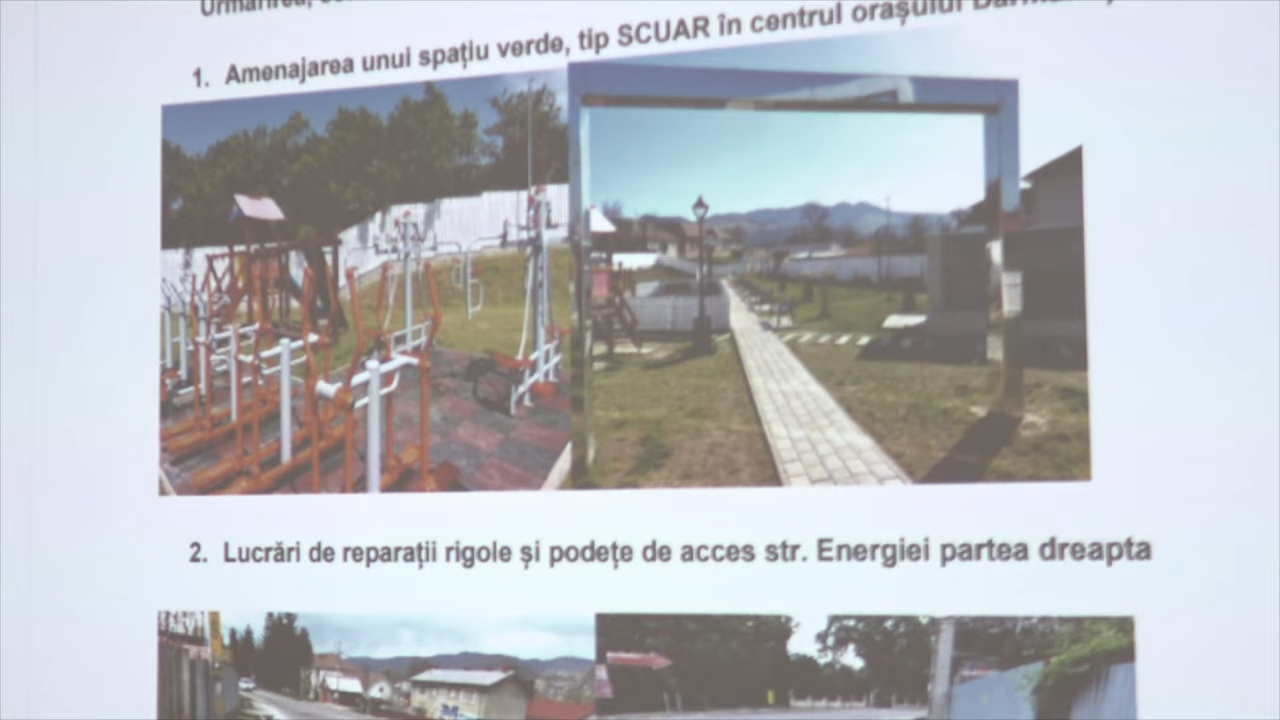 Urmărirea,
1. Amenajarea unui spațiu verde, tip SCUAR în centrul orașului
2. Lucrări de reparații rigole și podețe de acces str. Energiei partea dreapta